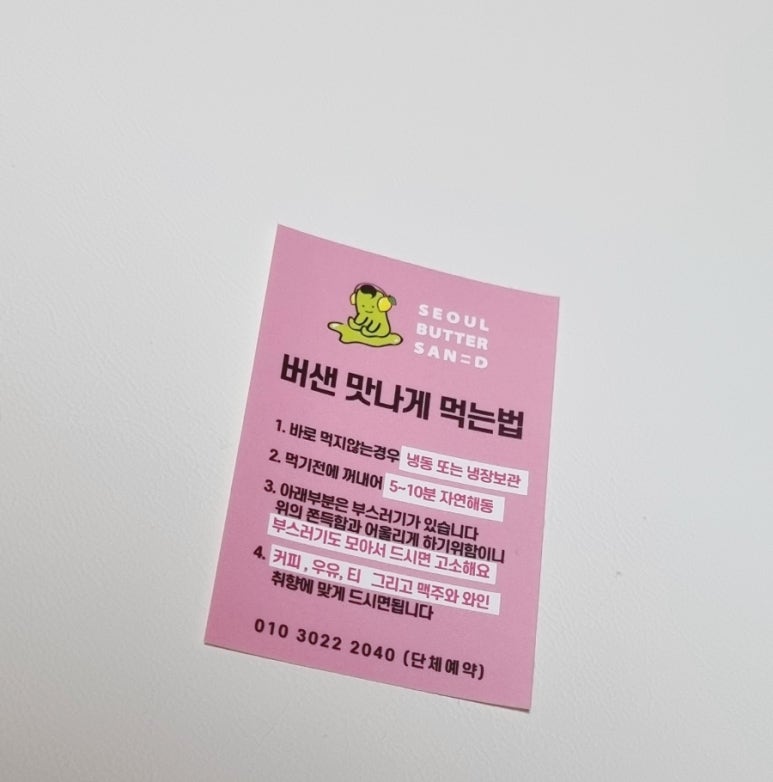 SEOUL
BUTTER
SAN=D
버샌 맛나게 먹는법
1. 바로 먹지않는경우 냉동 또는 냉장보관
2. 먹기전에 꺼내어 5~10분 자연해동
3. 아래부분은 부스러기가 있습니다
위의 쫀득함과 어울리게 하기위함이니
부스러기도 모아서 드시면 고소해요
4. 커피 , 우유, 티 그리고 맥주와 와인
취향에 맞게 드시면됩니다
010 3022 2040 (단체예약)